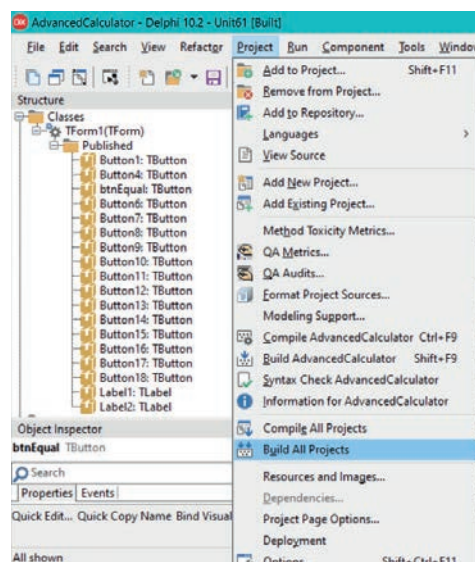 AdvancedCalculator - Delphi 10.2 - Unit61 [Built]
File Edit Search View Refactor Project Run Component Tools Window
Structure
Classes
TForm1(TForm)
Published
Button1: TButton
Button4: TButton
btnEqual: TButton
Button6: TButton
Button7: TButton
Button8: TButton
Button9: TButton
Button10: TButton
Button11: TButton
Button12: TButton
Button13: TButton
Button14: TButton
Button15: TButton
Button16: TButton
Button17: TButton
Button18: TButton
Label1: TLabel
Label2: TLabel
Object Inspector
btnEqual TButton
Search
Properties Events
Quick Edit... Quick Copy Name Bind Visual
All shown
Add to Project... Shift+F11
Remove from Project...
Add to Repository...
Languages
View Source
Add New Project...
Add Existing Project...
Method Toxicity Metrics...
QA Metrics...
QA Audits...
Format Project Sources...
Modeling Support...
Compile AdvancedCalculator Ctrl+F9
Build AdvancedCalculator Shift+F9
Syntax Check AdvancedCalculator
Information for AdvancedCalculator
Compile All Projects
Build All Projects
Resources and Images...
Dependencies...
Project Page Options...
Deployment
Options... Shift+Ctrl+F11